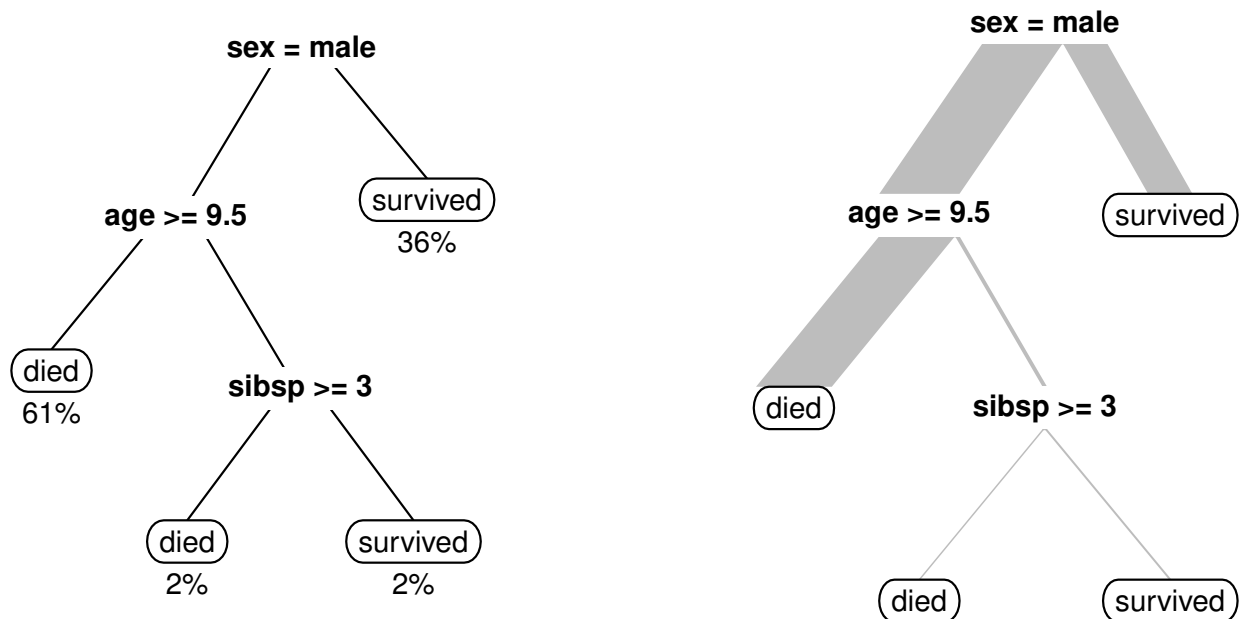 sex = male
age >= 9.5
survived
36%
died
61%
sibsp >= 3
died
2%
survived
2%
sex = male
age >= 9.5
survived
died
sibsp >= 3
died
survived